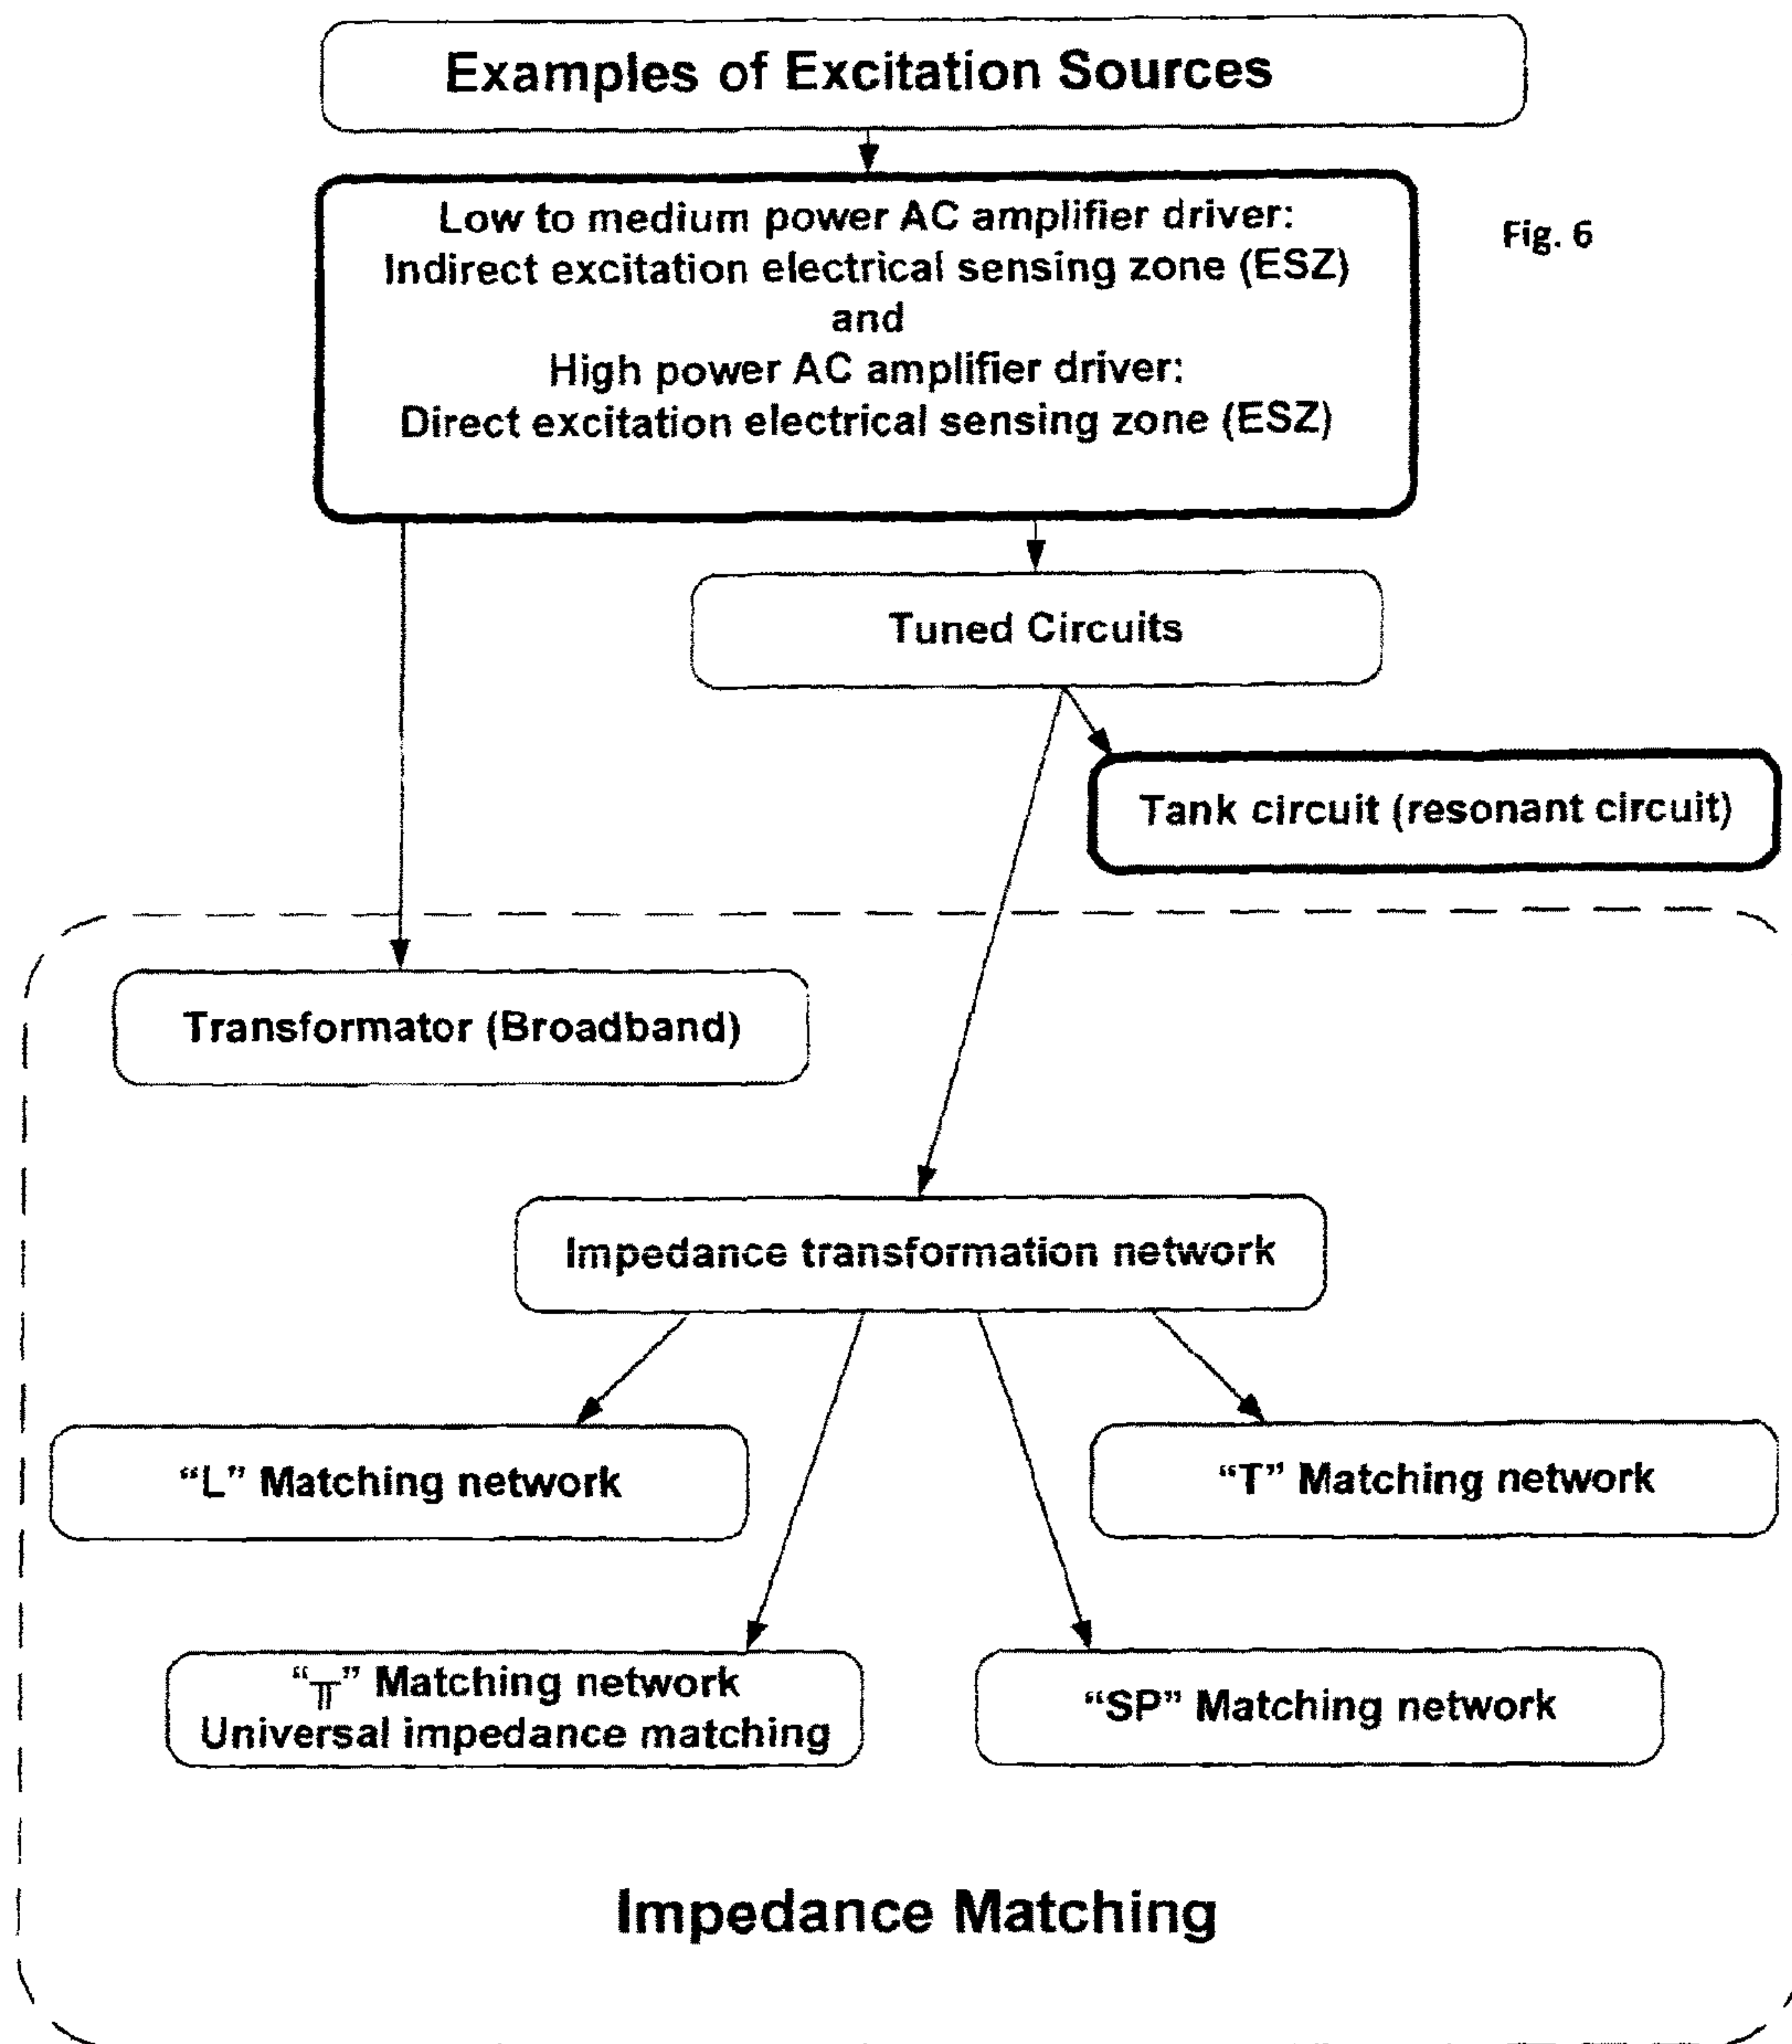 Examples of Excitation Sources
Low to medium power AC amplifier driver:
Indirect excitation electrical sensing zone (ESZ)
and
High power AC amplifier driver:
Direct excitation electrical sensing zone (ESZ)
Fig. 6
Tuned Circuits
Tank circuit (resonant circuit)
Transformator (Broadband)
Impedance transformation network
“L” Matching network
“T” Matching network
“╥” Matching network
Universal impedance matching
“SP” Matching network
Impedance Matching